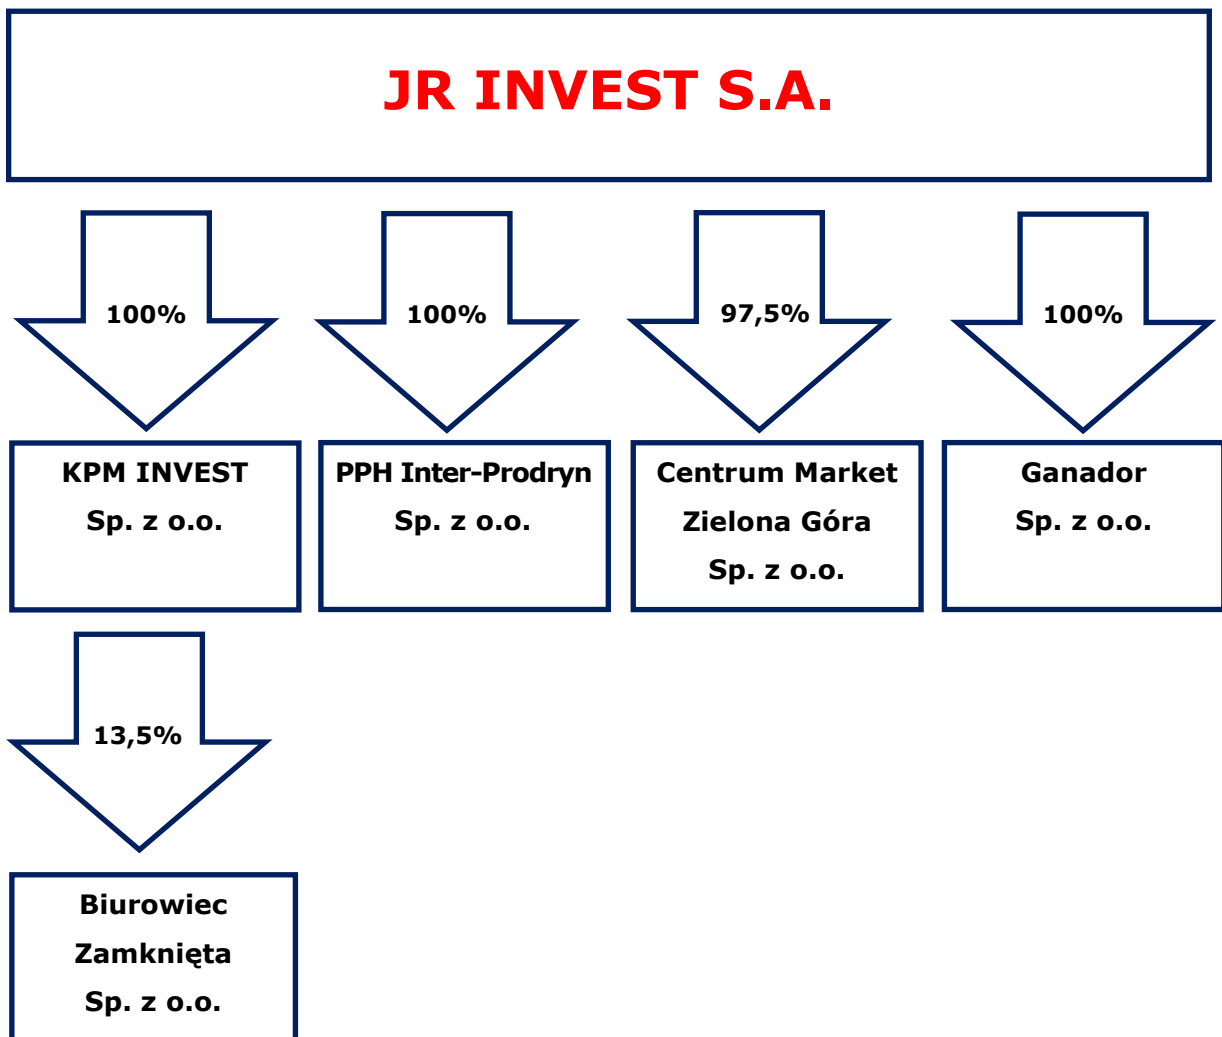 JR INVEST S.A.
100%
100%
97,5%
100%
KPM INVEST
Sp. z o.o.
PPH Inter-Prodryn
Sp. z o.o.
Centrum Market
Zielona Góra
Sp. z o.o.
Ganador
Sp. z o.o.
13,5%
Biurowiec
Zamknięta
Sp. z o.o.